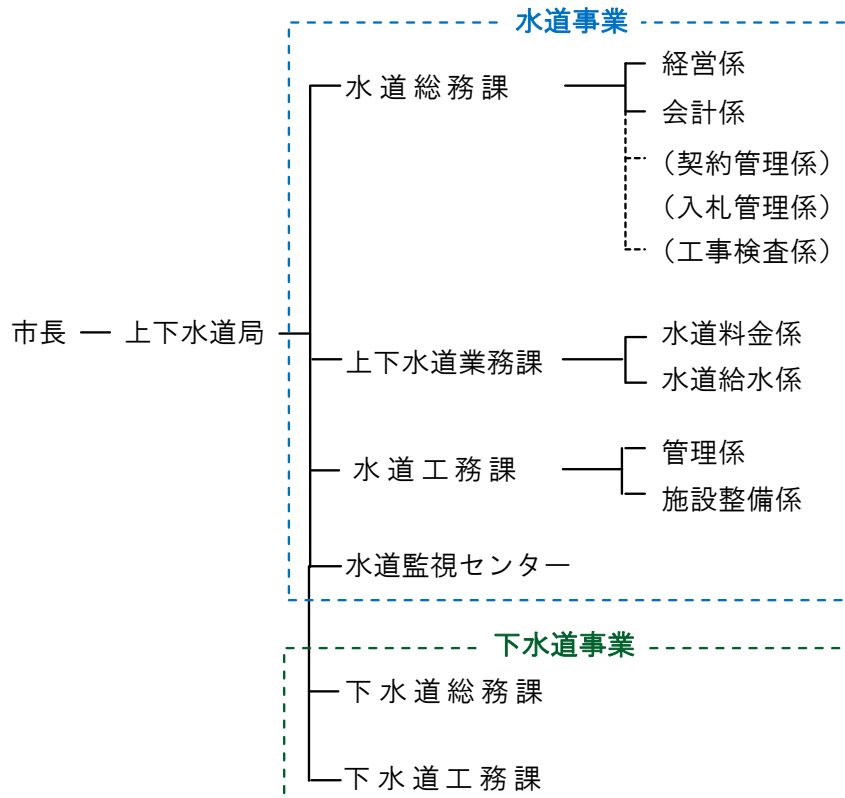 水道事業
水道総務課
経営係
会計係
（契約管理係）
（入札管理係）
（工事検査係）
市長
上下水道局
上下水道業務課
水道料金係
水道給水係
水道工務課
管理係
施設整備係
水道監視センター
下水道事業
下水道総務課
下水道工務課